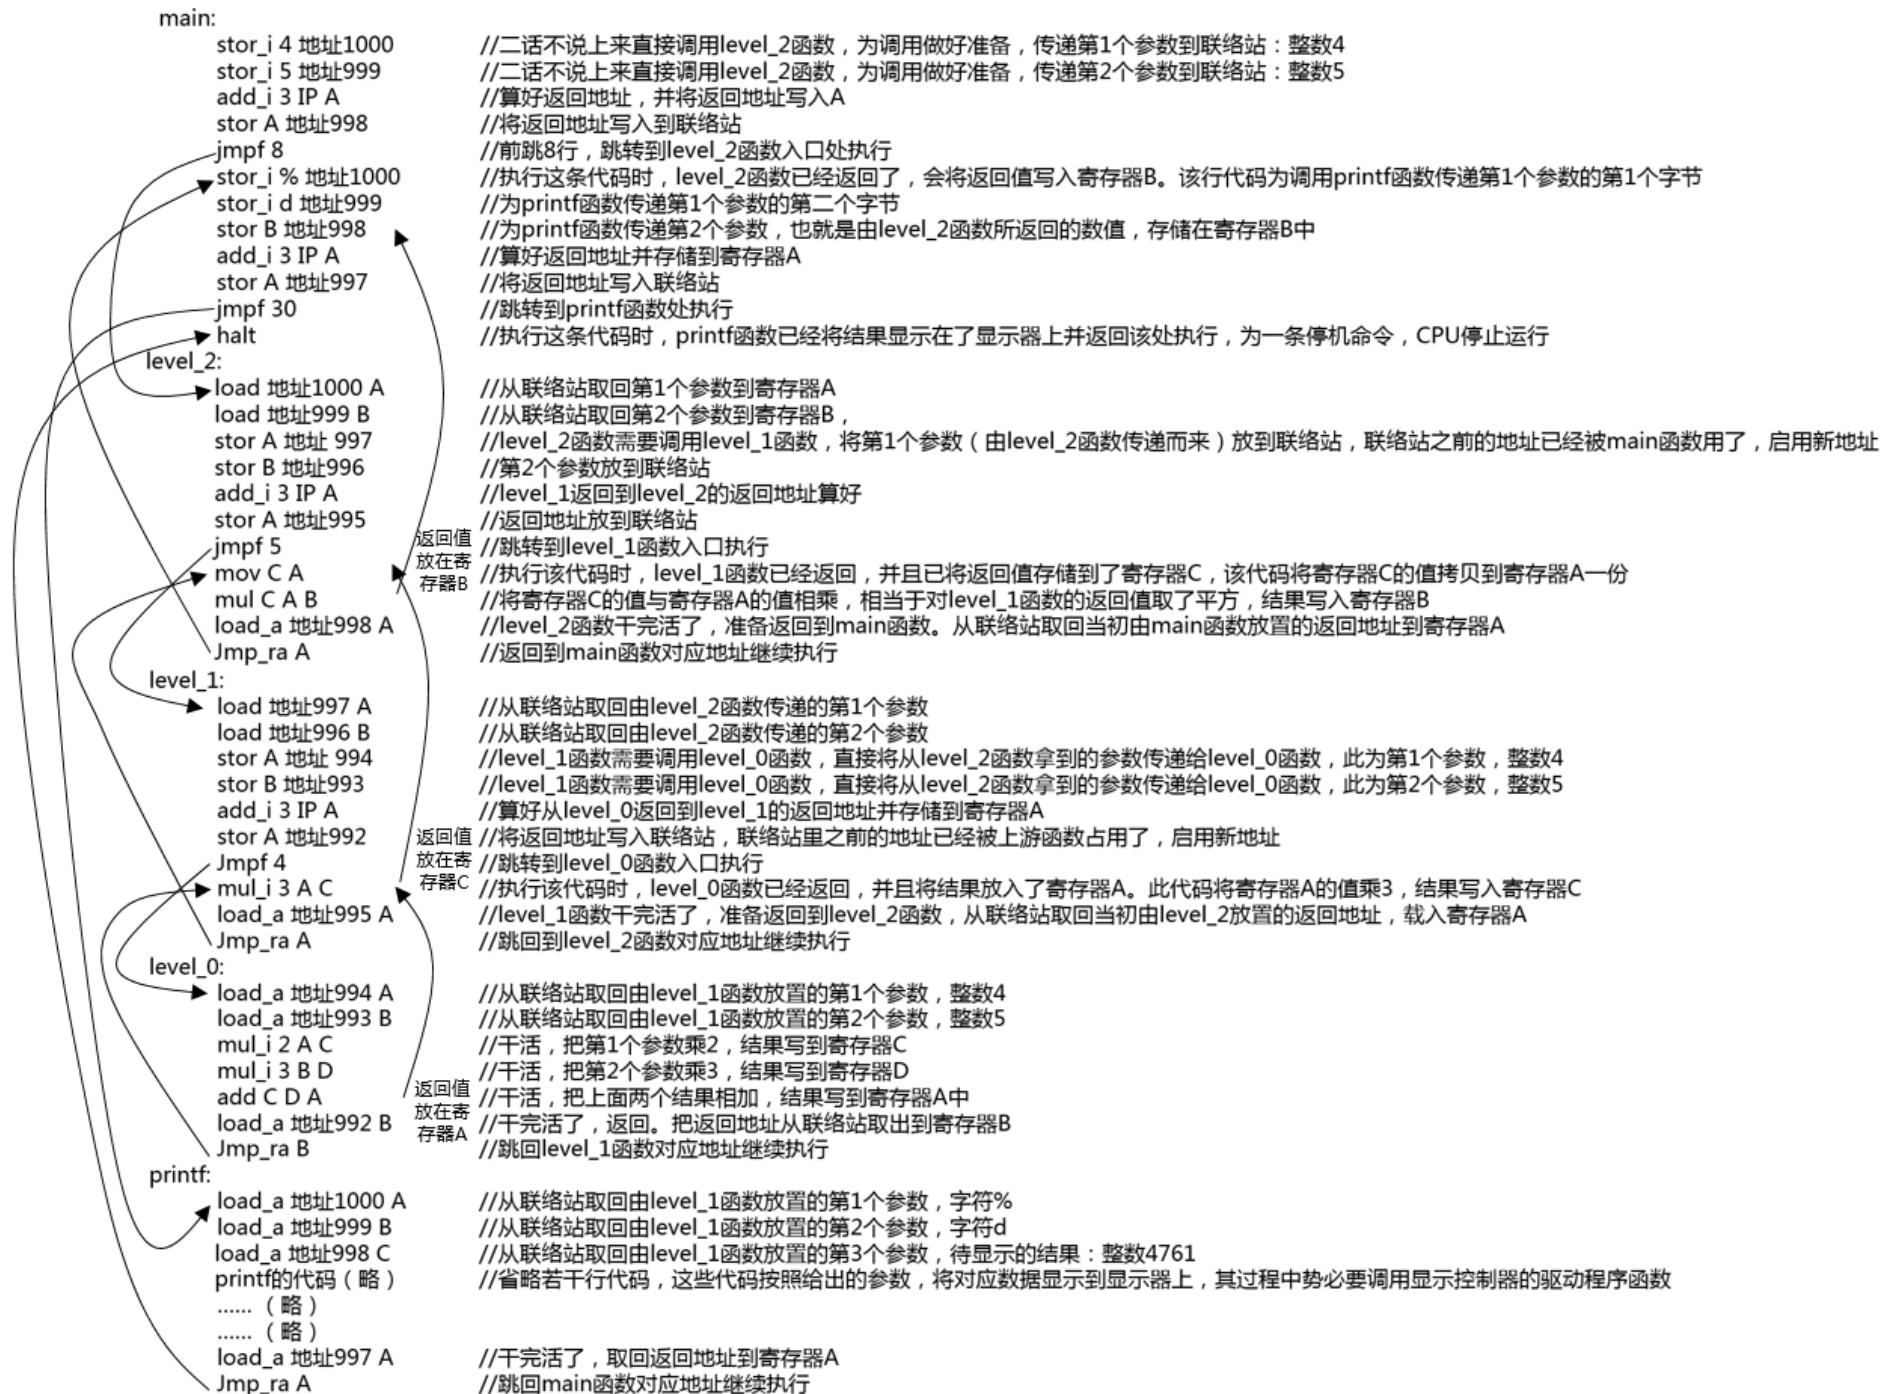 main:
stor_i 4 地址1000 //二话不说上来直接调用level_2函数，为调用做好准备，传递第1个参数到联络站：整数4
stor_i 5 地址999 //二话不说上来直接调用level_2函数，为调用做好准备，传递第2个参数到联络站：整数5
add_i 3 IP A //算好返回地址，并将返回地址写入A
stor A 地址998 //将返回地址写入到联络站
jmpf 8 //前跳8行，跳转到level_2函数入口处执行
stor_i % 地址1000 //执行这条代码时，level_2函数已经返回了，会将返回值写入寄存器B。该行代码为调用printf函数传递第1个参数的第1个字节
stor_i d 地址999 //为printf函数传递第1个参数的第二个字节
stor B 地址998 //为printf函数传递第2个参数，也就是由level_2函数所返回的数值，存储在寄存器B中
add_i 3 IP A //算好返回地址并存储到寄存器A
stor A 地址997 //将返回地址写入联络站
jmpf 30 //跳转到printf函数处执行
halt //执行这条代码时，printf函数已经将结果显示在了显示器上并返回该处执行，为一条停机命令，CPU停止运行
level_2:
load 地址1000 A //从联络站取回第1个参数到寄存器A
load 地址999 B //从联络站取回第2个参数到寄存器B，
stor A 地址 997 //level_2函数需要调用level_1函数，将第1个参数（由level_2函数传递而来）放到联络站，联络站之前的地址已经被main函数用了，启用新地址
stor B 地址996 //第2个参数放到联络站
add_i 3 IP A //level_1返回到level_2的返回地址算好
stor A 地址995 //返回地址放到联络站
jmpf 5 //跳转到level_1函数入口执行
返回值
放在寄
存器B
mov C A //执行该代码时，level_1函数已经返回，并且已将返回值存储到了寄存器C，该代码将寄存器C的值拷贝到寄存器A一份
mul C A B //将寄存器C的值与寄存器A的值相乘，相当于对level_1函数的返回值取了平方，结果写入寄存器B
load_a 地址998 A //level_2函数干完活了，准备返回到main函数。从联络站取回当初由main函数放置的返回地址到寄存器A
Jmp_ra A //返回到main函数对应地址继续执行
level_1:
load 地址997 A //从联络站取回由level_2函数传递的第1个参数
load 地址996 B //从联络站取回由level_2函数传递的第2个参数
stor A 地址 994 //level_1函数需要调用level_0函数，直接将从level_2函数拿到的参数传递给level_0函数，此为第1个参数，整数4
stor B 地址993 //level_1函数需要调用level_0函数，直接将从level_2函数拿到的参数传递给level_0函数，此为第2个参数，整数5
add_i 3 IP A //算好从level_0返回到level_1的返回地址并存储到寄存器A
stor A 地址992 //将返回地址写入联络站，联络站里之前的地址已经被上游函数占用了，启用新地址
Jmpf 4 //跳转到level_0函数入口执行
返回值
放在寄
存器C
mul_i 3 A C //执行该代码时，level_0函数已经返回，并且将结果放入了寄存器A。此代码将寄存器A的值乘3，结果写入寄存器C
load_a 地址995 A //level_1函数干完活了，准备返回到level_2函数，从联络站取回当初由level_2放置的返回地址，载入寄存器A
Jmp_ra A //跳回到level_2函数对应地址继续执行
level_0:
load_a 地址994 A //从联络站取回由level_1函数放置的第1个参数，整数4
load_a 地址993 B //从联络站取回由level_1函数放置的第2个参数，整数5
mul_i 2 A C //干活，把第1个参数乘2，结果写到寄存器C
mul_i 3 B D //干活，把第2个参数乘3，结果写到寄存器D
add C D A //干活，把上面两个结果相加，结果写到寄存器A中
返回值
放在寄
存器A
load_a 地址992 B //干完活了，返回。把返回地址从联络站取出到寄存器B
Jmp_ra B //跳回level_1函数对应地址继续执行
printf:
load_a 地址1000 A //从联络站取回由level_1函数放置的第1个参数，字符%
load_a 地址999 B //从联络站取回由level_1函数放置的第2个参数，字符d
load_a 地址998 C //从联络站取回由level_1函数放置的第3个参数，待显示的结果：整数4761
printf的代码（略） //省略若干行代码，这些代码按照给出的参数，将对应数据显示到显示器上，其过程中势必要调用显示控制器的驱动程序函数
......（略）
......（略）
load_a 地址997 A //干完活了，取回返回地址到寄存器A
Jmp_ra A //跳回main函数对应地址继续执行